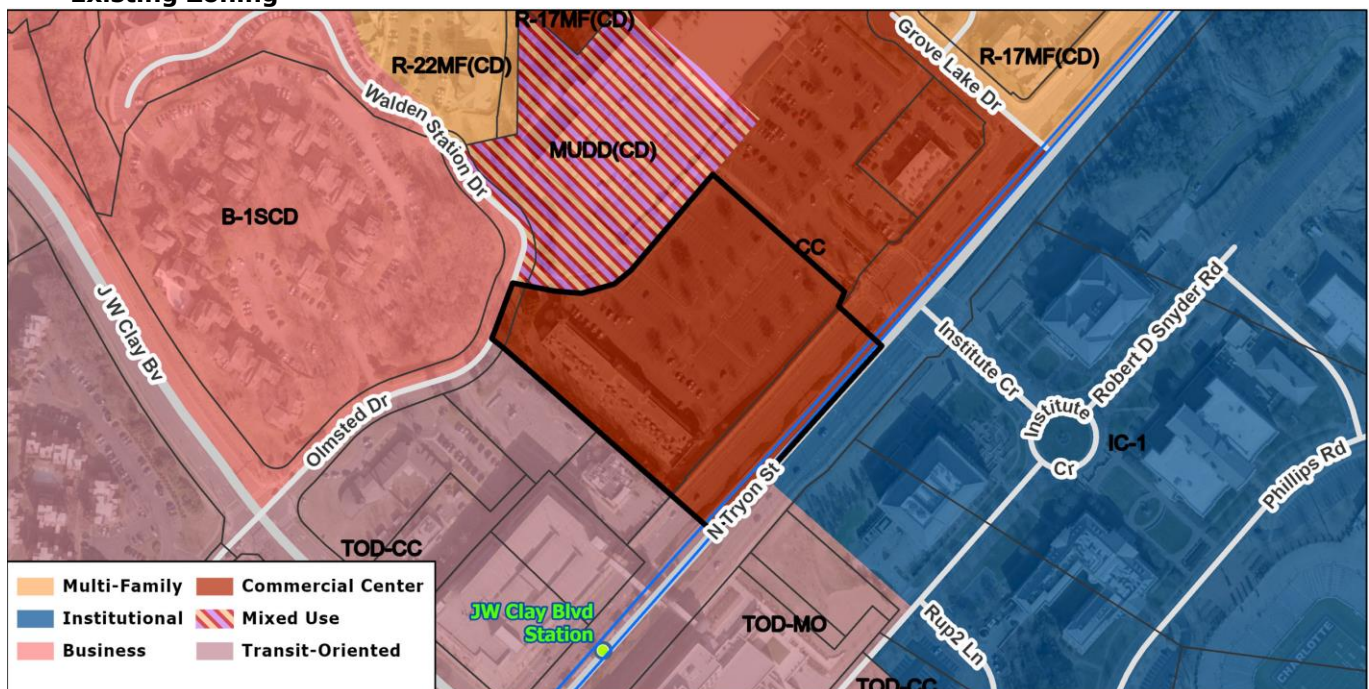 Existing Zoning
R-17MF(CD)
R-22MF(CD)
Grove Lake Dr
R-17MF(CD)
Walden Station Dr
MUDD(CD)
B-1SCD
CC
J W Clay Bv
Institute Cr
Robert D Snyder Rd
Institute
Cr
IC-1
Phillips Rd
Olmsted Dr
N Tryon St
TOD-CC
TOD-MO
Rup2 Ln
TOD-CC
JW Clay Blvd
Station
CHARLOTTE
Multi-Family
Commercial Center
Institutional
Mixed Use
Business
Transit-Oriented